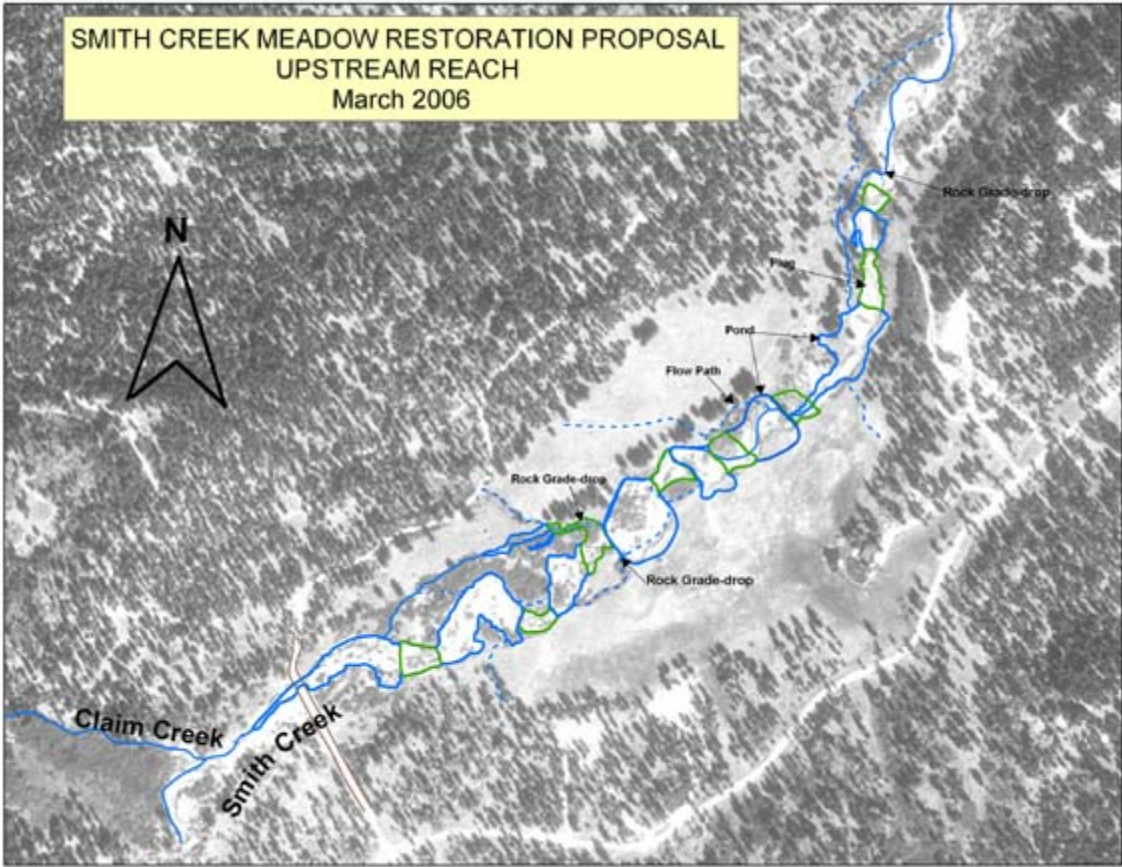 SMITH CREEK MEADOW RESTORATION PROPOSAL
UPSTREAM REACH
March 2006
Rock Grade-drop
N
Plug
Pond
Flow Path
Rock Grade-drop
Rock Grade-drop
Claim Creek
Smith Creek